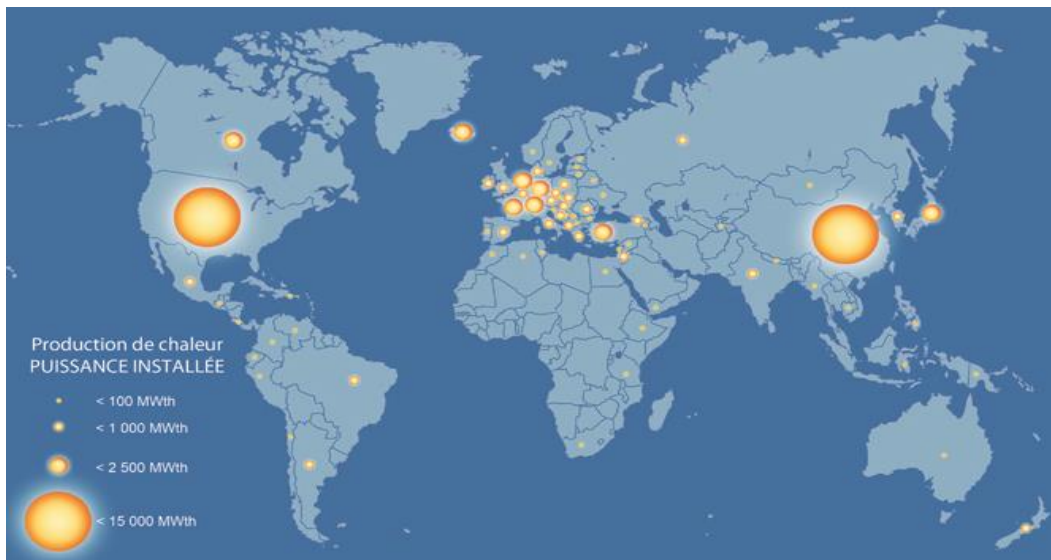 Production de chaleur
PUISSANCE INSTALLÉE
< 100 MWth
< 1 000 MWth
< 2 500 MWth
< 15 000 MWth